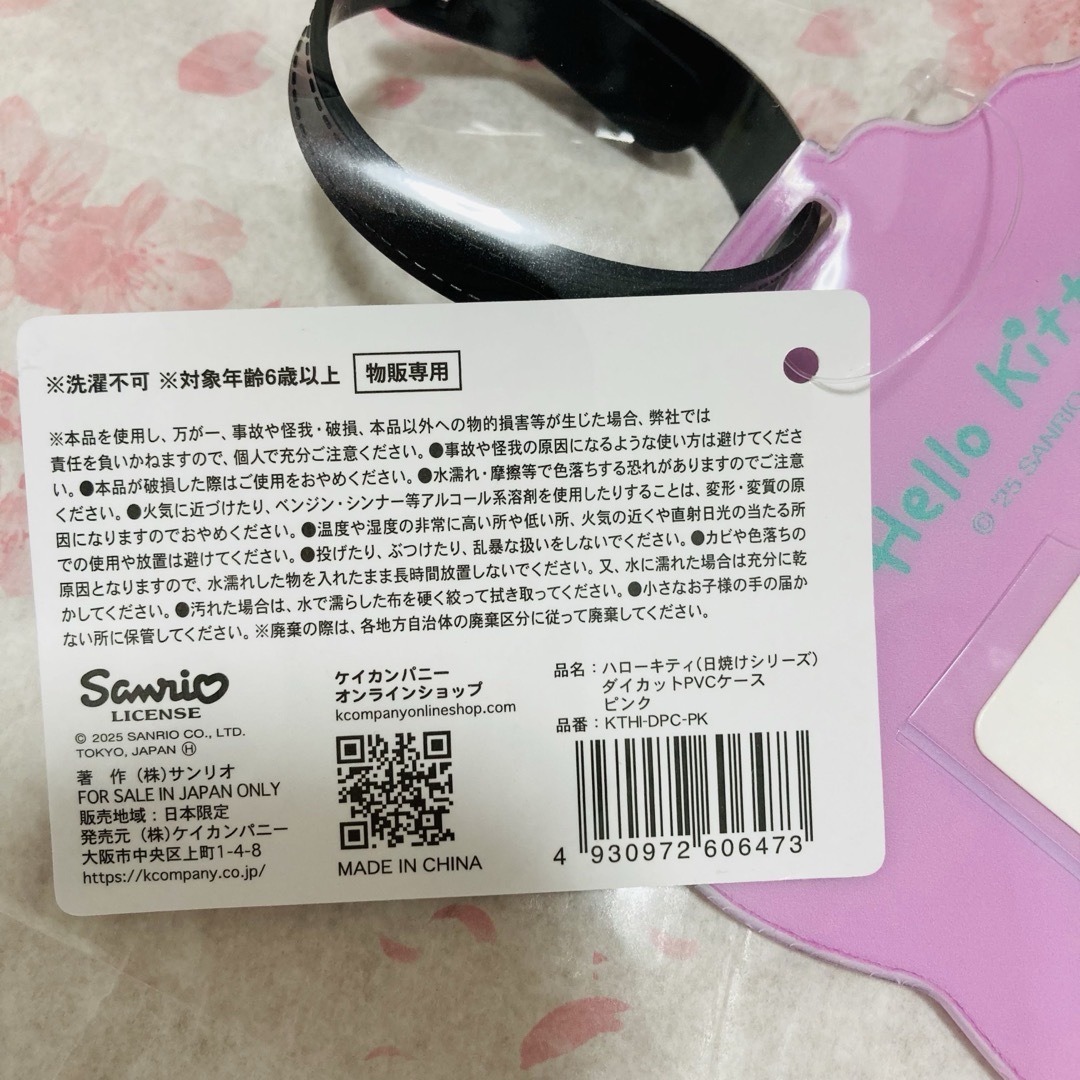 ※洗濯不可 ※対象年齢6歳以上 物販専用
※本品を使用し、万が一、事故や怪我・破損、本品以外への物的損害等が生じた場合、弊社では
責任を負いかねますので、個人で充分ご注意ください。●事故や怪我の原因になるような使い方は避けてくださ
い。●本品が破損した際はご使用をおやめください。●水濡れ・摩擦等で色落ちする恐れがありますのでご注意
ください。●火気に近づけたり、ベンジン・シンナー等アルコール系溶剤を使用したりすることは、変形・変質の原
因になりますのでおやめください。●温度や湿度の非常に高い所や低い所、火気の近くや直射日光の当たる所
での使用や放置は避けてください。●投げたり、ぶつけたり、乱暴な扱いをしないでください。●カビや色落ちの
原因となりますので、水濡れした物を入れたまま長時間放置しないでください。又、水に濡れた場合は充分に乾
かしてください。●汚れた場合は、水で濡らした布を硬く絞って拭き取ってください。●小さなお子様の手の届か
ない所に保管してください。※廃棄の際は、各地方自治体の廃棄区分に従って廃棄してください。
Sanrio
LICENSE
© 2025 SANRIO CO., LTD.
TOKYO, JAPAN Ⓗ
著 作 (株)サンリオ
FOR SALE IN JAPAN ONLY
販売地域:日本限定
発売元 (株)ケイカンパニー
大阪市中央区上町1-4-8
https://kcompany.co.jp/
ケイカンパニー
オンラインショップ
kcompanyonlineshop.com
MADE IN CHINA
品名:ハローキティ(日焼けシリーズ)
ダイカットPVCケース
ピンク
品番:KTHI-DPC-PK
4 930972 606473
Hello Kitt
© '25 SANRIO